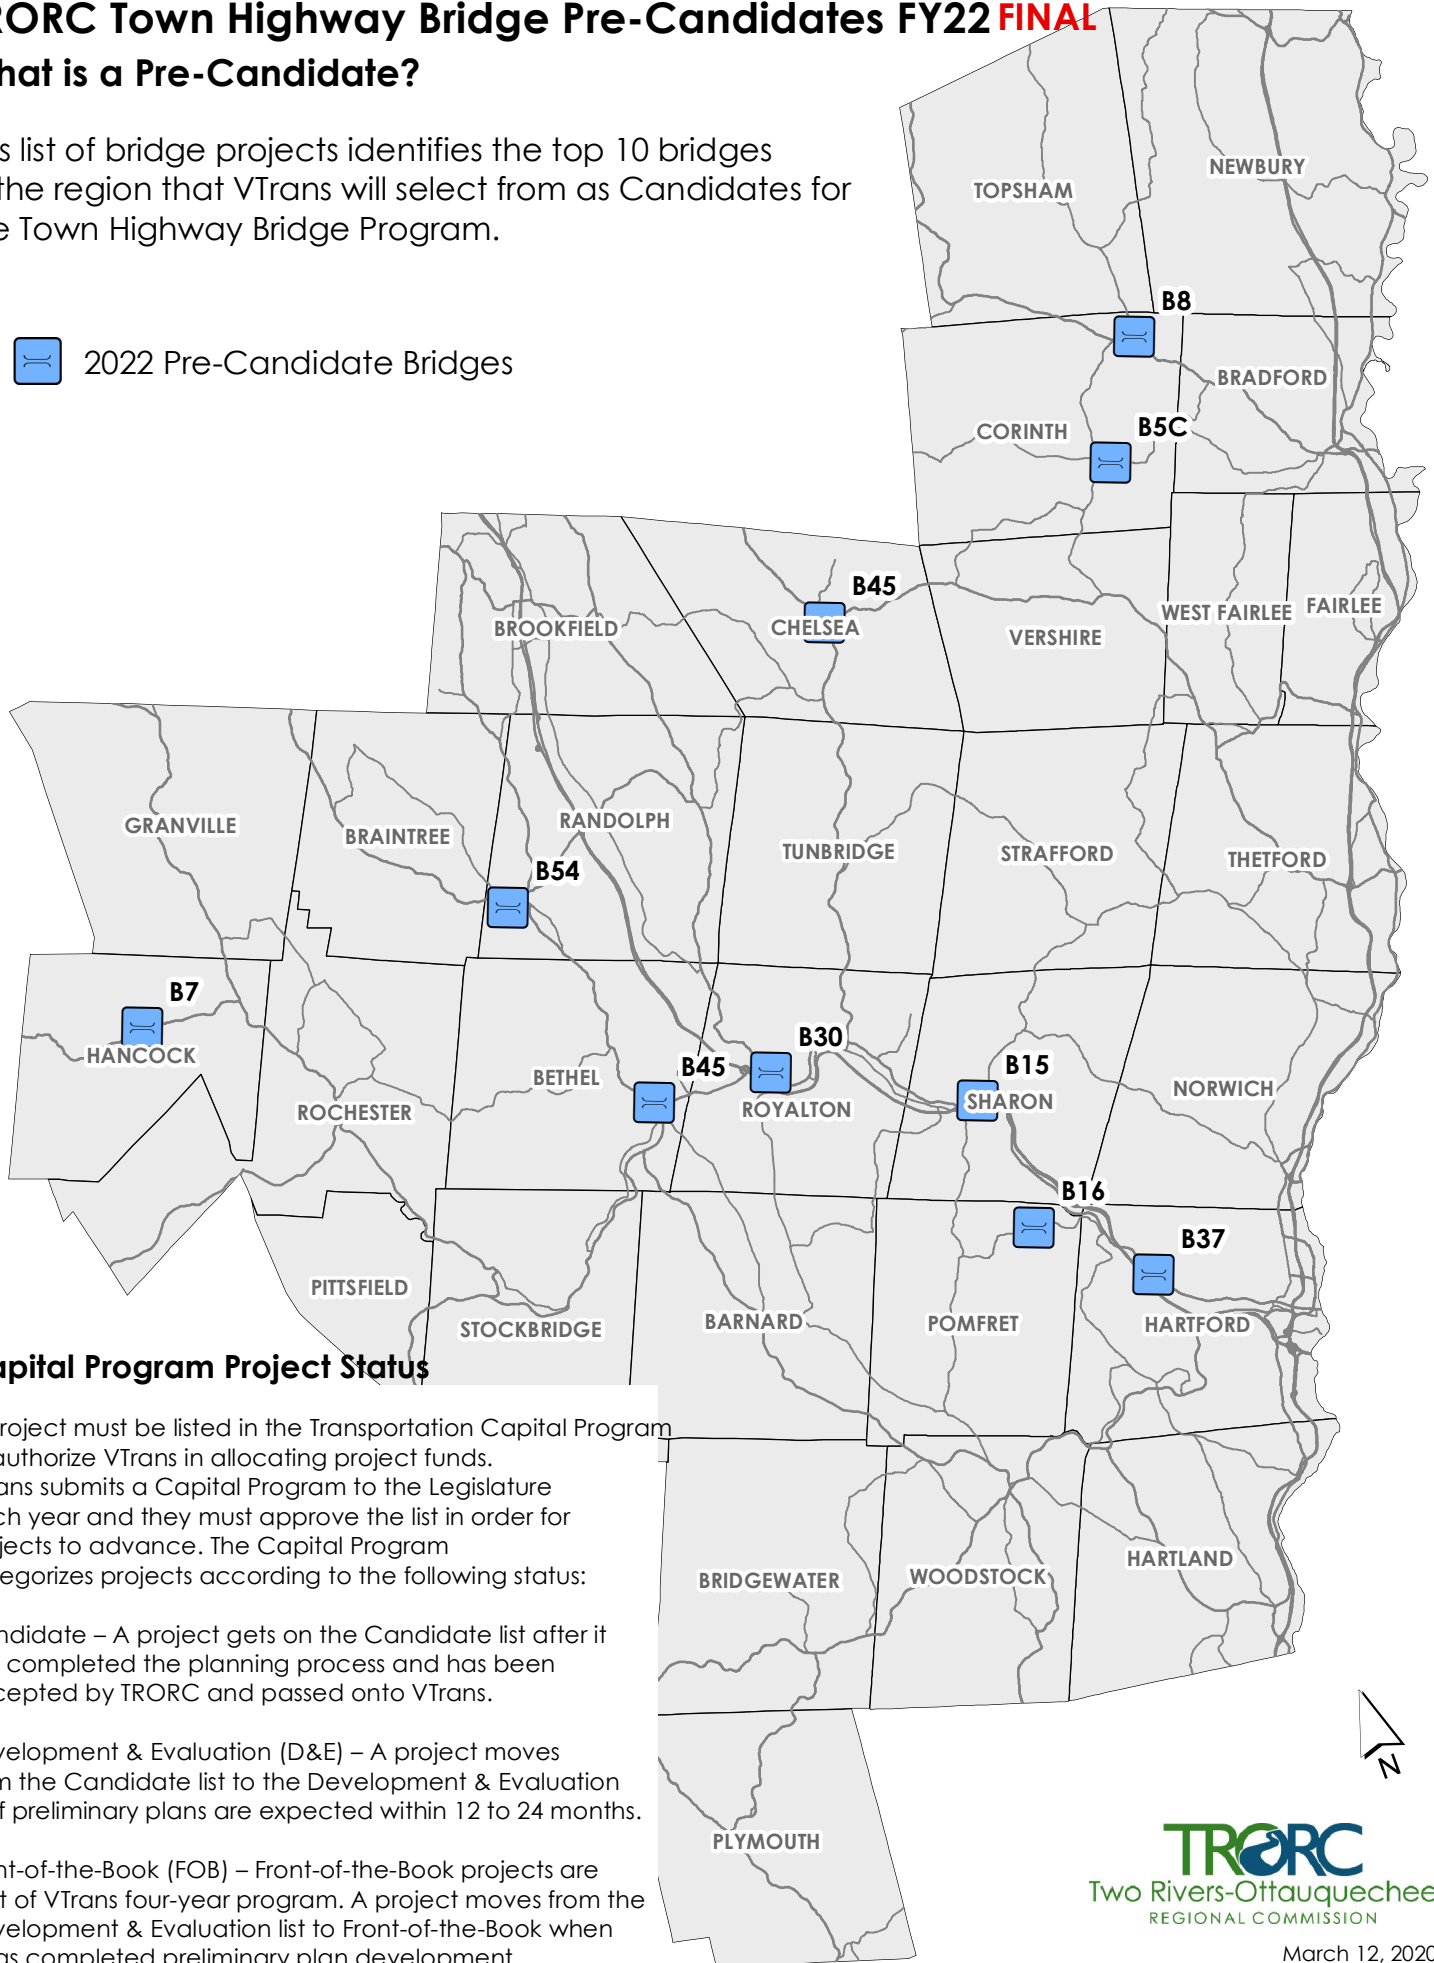 RORC Town Highway Bridge Pre-Candidates FY22 FINAL
hat is a Pre-Candidate?
s list of bridge projects identifies the top 10 bridges
the region that VTrans will select from as Candidates for
e Town Highway Bridge Program.
2022 Pre-Candidate Bridges
NEWBURY
TOPSHAM
B8
BRADFORD
B5C
CORINTH
B45
CHELSEA
BROOKFIELD
VERSHIRE
WEST FAIRLEE
FAIRLEE
GRANVILLE
BRAINTREE
RANDOLPH
TUNBRIDGE
STRAFFORD
THETFORD
B54
B7
HANCOCK
ROCHESTER
BETHEL
B45
B30
ROYALTON
B15
SHARON
NORWICH
B16
B37
PITTSFIELD
STOCKBRIDGE
BARNARD
POMFRET
HARTFORD
apital Program Project Status
roject must be listed in the Transportation Capital Program
authorize VTrans in allocating project funds.
ans submits a Capital Program to the Legislature
ch year and they must approve the list in order for
jects to advance. The Capital Program
egorizes projects according to the following status:
ndidate – A project gets on the Candidate list after it
completed the planning process and has been
cepted by TRORC and passed onto VTrans.
velopment & Evaluation (D&E) – A project moves
m the Candidate list to the Development & Evaluation
f preliminary plans are expected within 12 to 24 months.
nt-of-the-Book (FOB) – Front-of-the-Book projects are
t of VTrans four-year program. A project moves from the
velopment & Evaluation list to Front-of-the-Book when
as completed preliminary plan development
BRIDGEWATER
WOODSTOCK
HARTLAND
PLYMOUTH
N
TRORC
Two Rivers-Ottauquechee
REGIONAL COMMISSION
March 12, 2020